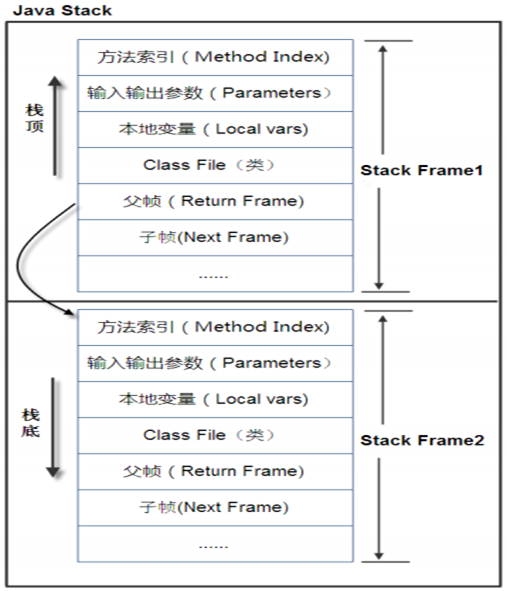 Java Stack
方法索引 ( Method Index)
输入输出参数 ( Parameters）
栈顶
本地变量 ( Local vars)
Class File（类）
Stack Frame1
父帧 ( Return Frame)
子帧(Next Frame)
......
方法索引 ( Method Index)
输入输出参数 ( Parameters）
本地变量 ( Local vars)
栈底
Class File（类）
Stack Frame2
父帧 ( Return Frame)
子帧(Next Frame)
......